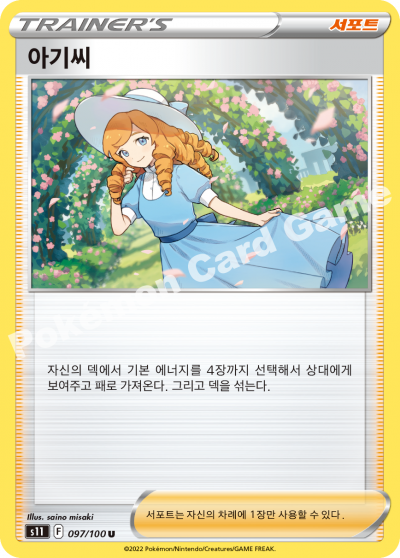 TRAINER'S
서포트
아기씨
Pokémon Card Game
자신의 덱에서 기본 에너지를 4장까지 선택해서 상대에게
보여주고 패로 가져온다. 그리고 덱을 섞는다.
Illus. saino misaki
s11 F 097/100 U
서포트는 자신의 차례에 1장만 사용할 수 있다.
©2022 Pokémon/Nintendo/Creatures/GAME FREAK.